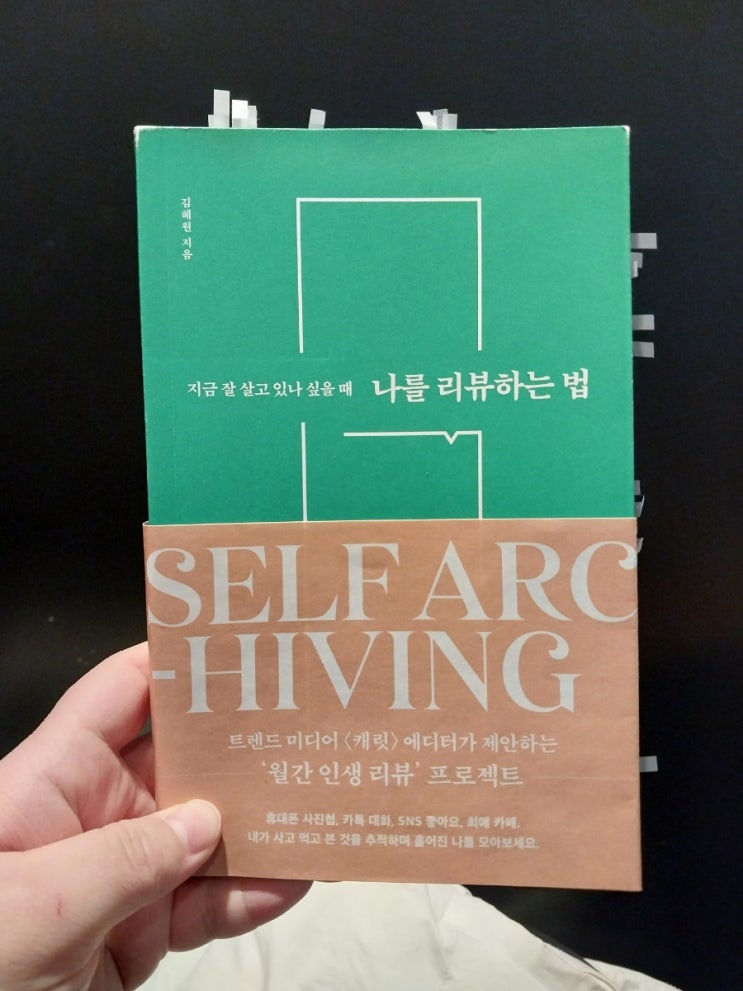 김혜원 지음
지금 잘 살고 있나 싶을 때 나를 리뷰하는 법
SELF ARC
-HIVING
트렌드 미디어 〈캐릿〉 에디터가 제안하는
‘월간 인생 리뷰’ 프로젝트
휴대폰 사진첩, 카톡 대화, SNS 좋아요, 최애 카페.
내가 사고 먹고 본 것을 추적하며 흩어진 나를 모아보세요.